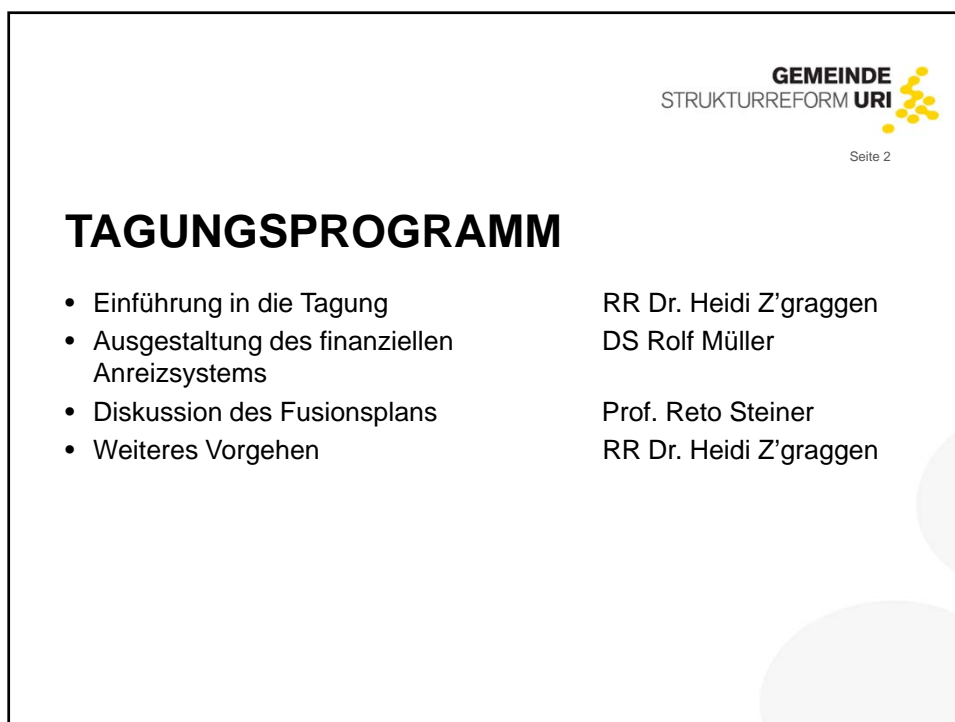 GEMEINDE
STRUKTURREFORM URI
Seite 2
TAGUNGSPROGRAMM
• Einführung in die Tagung RR Dr. Heidi Z’graggen
• Ausgestaltung des finanziellen DS Rolf Müller
Anreizsystems
• Diskussion des Fusionsplans Prof. Reto Steiner
• Weiteres Vorgehen RR Dr. Heidi Z’graggen